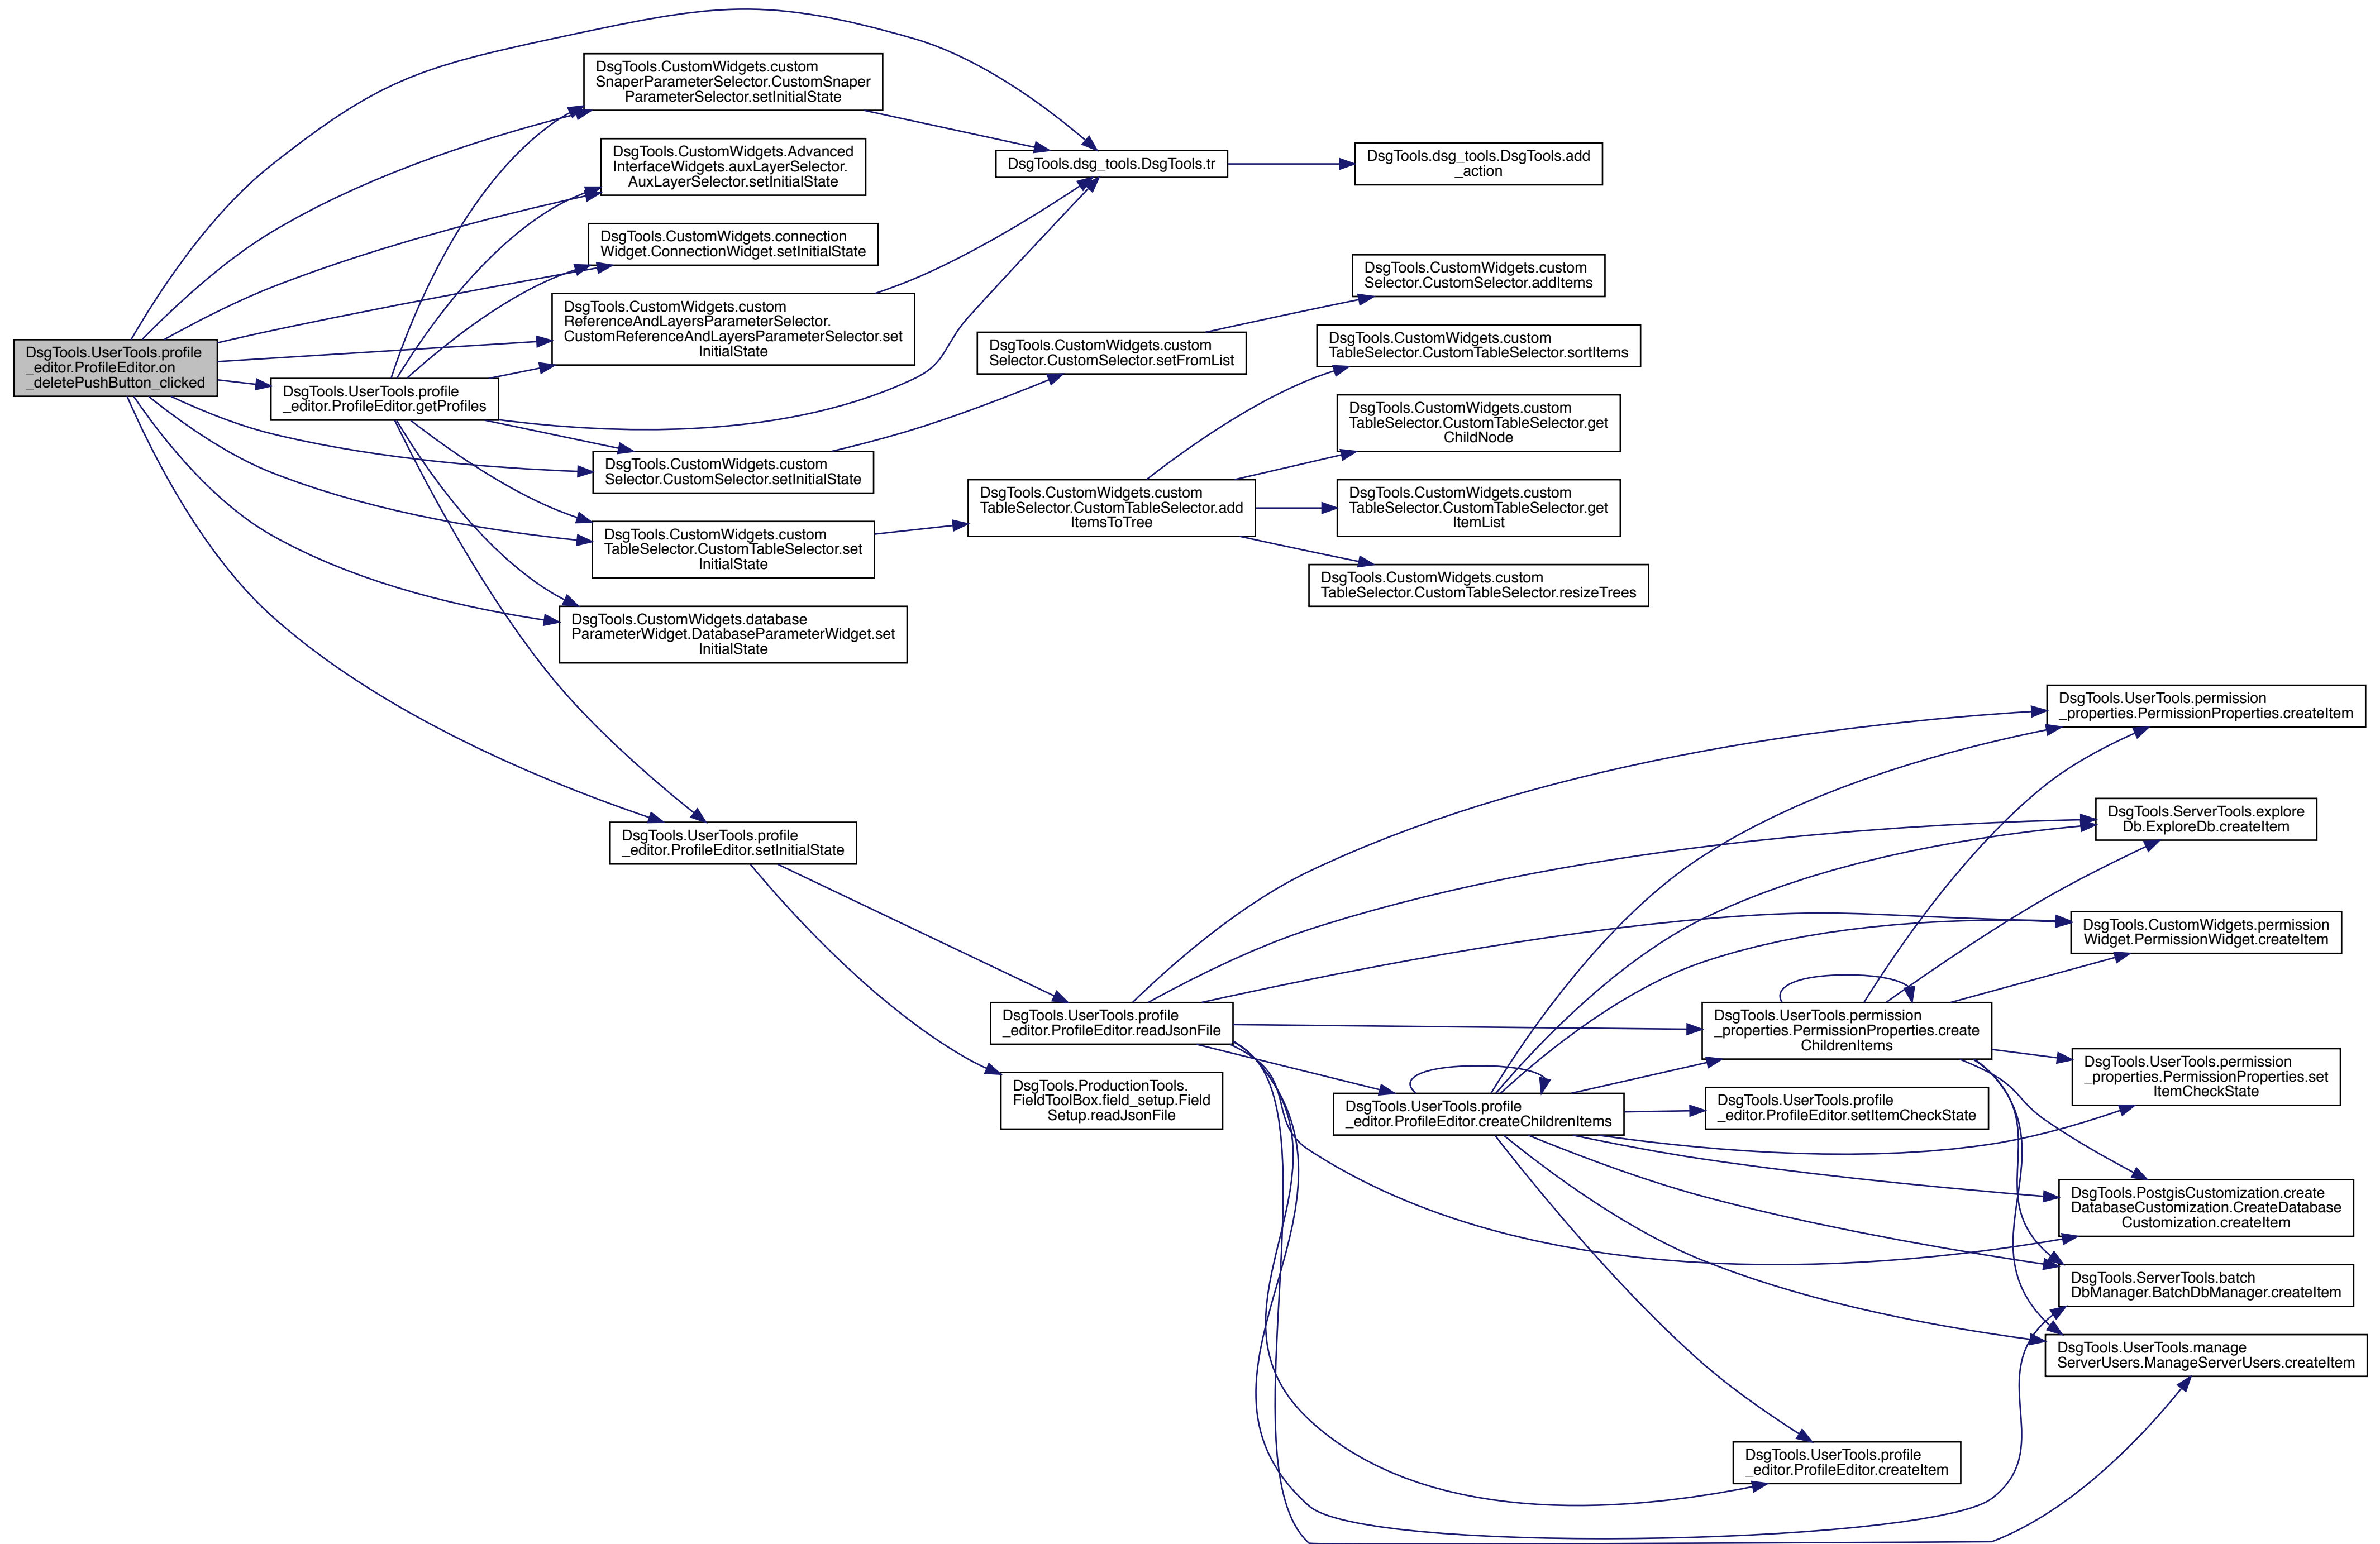 DsgTools.UserTools.profile
_editor.ProfileEditor.on
_deletePushButton_clicked
DsgTools.UserTools.profile
_editor.ProfileEditor.getProfiles
DsgTools.CustomWidgets.custom
SnaperParameterSelector.CustomSnaper
ParameterSelector.setInitialState
DsgTools.CustomWidgets.Advanced
InterfaceWidgets.auxLayerSelector.
AuxLayerSelector.setInitialState
DsgTools.CustomWidgets.connection
Widget.ConnectionWidget.setInitialState
DsgTools.CustomWidgets.custom
ReferenceAndLayersParameterSelector.
CustomReferenceAndLayersParameterSelector.set
InitialState
DsgTools.CustomWidgets.custom
Selector.CustomSelector.setInitialState
DsgTools.CustomWidgets.custom
TableSelector.CustomTableSelector.set
InitialState
DsgTools.CustomWidgets.database
ParameterWidget.DatabaseParameterWidget.set
InitialState
DsgTools.UserTools.profile
_editor.ProfileEditor.setInitialState
DsgTools.dsg_tools.DsgTools.tr
DsgTools.dsg_tools.DsgTools.add
_action
DsgTools.CustomWidgets.custom
Selector.CustomSelector.setFromList
DsgTools.CustomWidgets.custom
Selector.CustomSelector.addItems
DsgTools.CustomWidgets.custom
TableSelector.CustomTableSelector.add
ItemsToTree
DsgTools.CustomWidgets.custom
TableSelector.CustomTableSelector.sortItems
DsgTools.CustomWidgets.custom
TableSelector.CustomTableSelector.get
ChildNode
DsgTools.CustomWidgets.custom
TableSelector.CustomTableSelector.get
ItemList
DsgTools.CustomWidgets.custom
TableSelector.CustomTableSelector.resizeTrees
DsgTools.UserTools.profile
_editor.ProfileEditor.readJsonFile
DsgTools.ProductionTools.
FieldToolBox.field_setup.Field
Setup.readJsonFile
DsgTools.UserTools.profile
_editor.ProfileEditor.createChildrenItems
DsgTools.UserTools.permission
_properties.PermissionProperties.create
ChildrenItems
DsgTools.UserTools.profile
_editor.ProfileEditor.setItemCheckState
DsgTools.UserTools.profile
_editor.ProfileEditor.createItem
DsgTools.UserTools.permission
_properties.PermissionProperties.createItem
DsgTools.ServerTools.explore
Db.ExploreDb.createItem
DsgTools.CustomWidgets.permission
Widget.PermissionWidget.createItem
DsgTools.UserTools.permission
_properties.PermissionProperties.set
ItemCheckState
DsgTools.PostgisCustomization.create
DatabaseCustomization.CreateDatabase
Customization.createItem
DsgTools.ServerTools.batch
DbManager.BatchDbManager.createItem
DsgTools.UserTools.manage
ServerUsers.ManageServerUsers.createItem